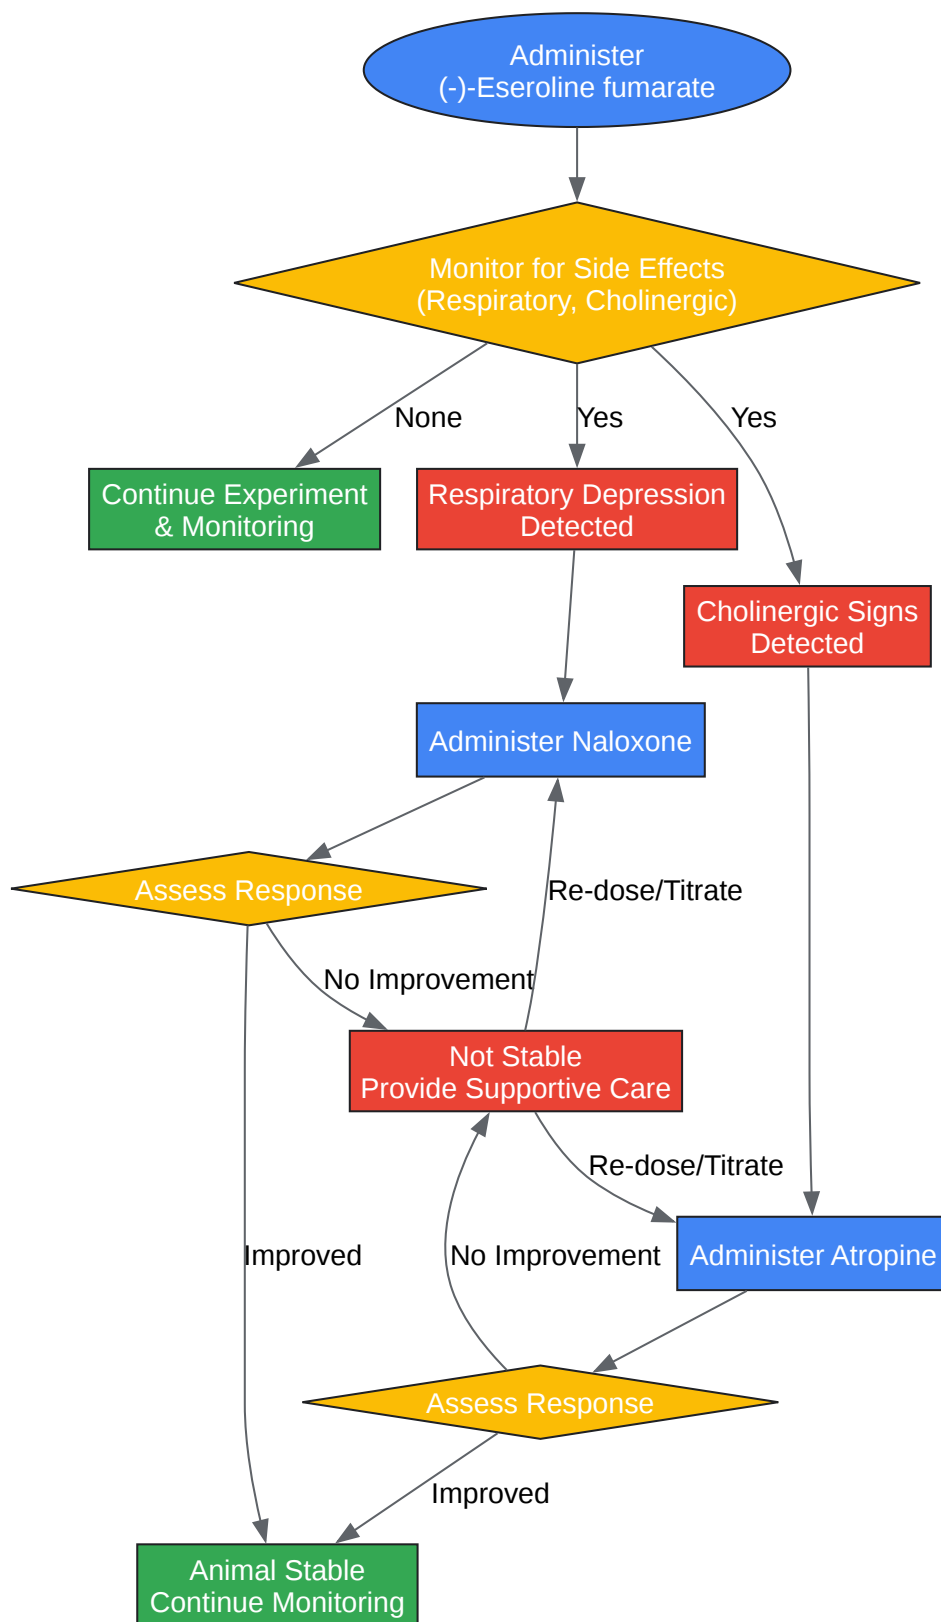 Administer
(-)-Eseroline fumarate
Monitor for Side Effects
(Respiratory, Cholinergic)
None
Yes
Yes
Continue Experiment
& Monitoring
Respiratory Depression
Detected
Cholinergic Signs
Detected
Administer Naloxone
Assess Response
Re-dose/Titrate
No Improvement
Not Stable
Provide Supportive Care
Re-dose/Titrate
Improved
No Improvement
Administer Atropine
Assess Response
Improved
Animal Stable
Continue Monitoring